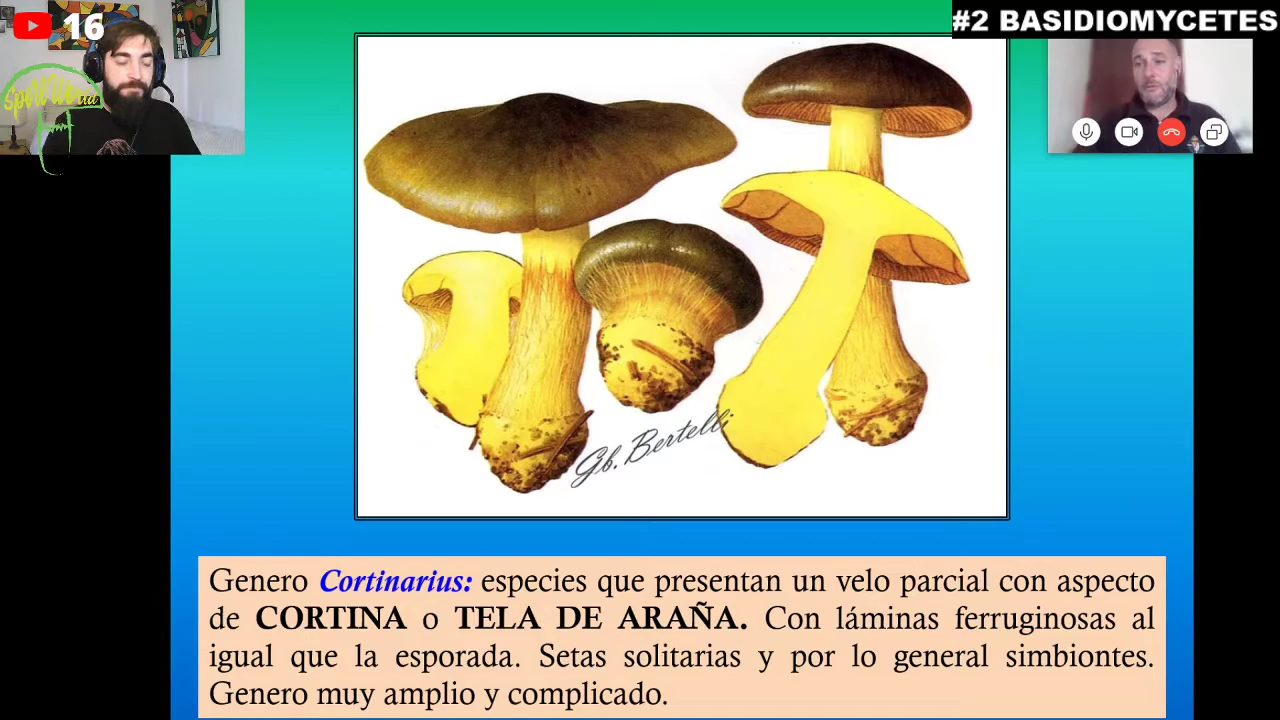 16
#2 BASIDIOMYCETES
Spore World
Gb. Bertelli
Genero Cortinarius: especies que presentan un velo parcial con aspecto
de CORTINA o TELA DE ARAÑA. Con láminas ferruginosas al
igual que la esporada. Setas solitarias y por lo general simbiontes.
Genero muy amplio y complicado.